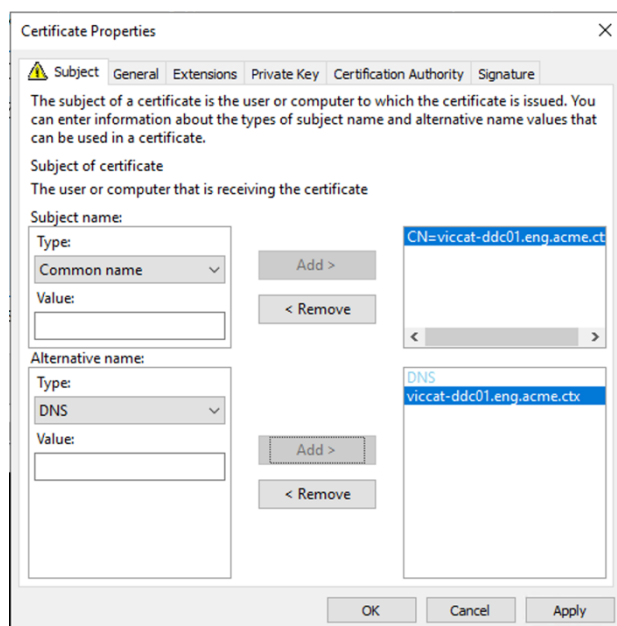 Certificate Properties
Subject General Extensions Private Key Certification Authority Signature
The subject of a certificate is the user or computer to which the certificate is issued. You
can enter information about the types of subject name and alternative name values that
can be used in a certificate.
Subject of certificate
The user or computer that is receiving the certificate
Subject name:
Type:
Common name
Value:
Add >
< Remove
CN=viccat-ddc01.eng.acme.ct
Alternative name:
Type:
DNS
Value:
Add >
< Remove
DNS
viccat-ddc01.eng.acme.ctx
OK Cancel Apply